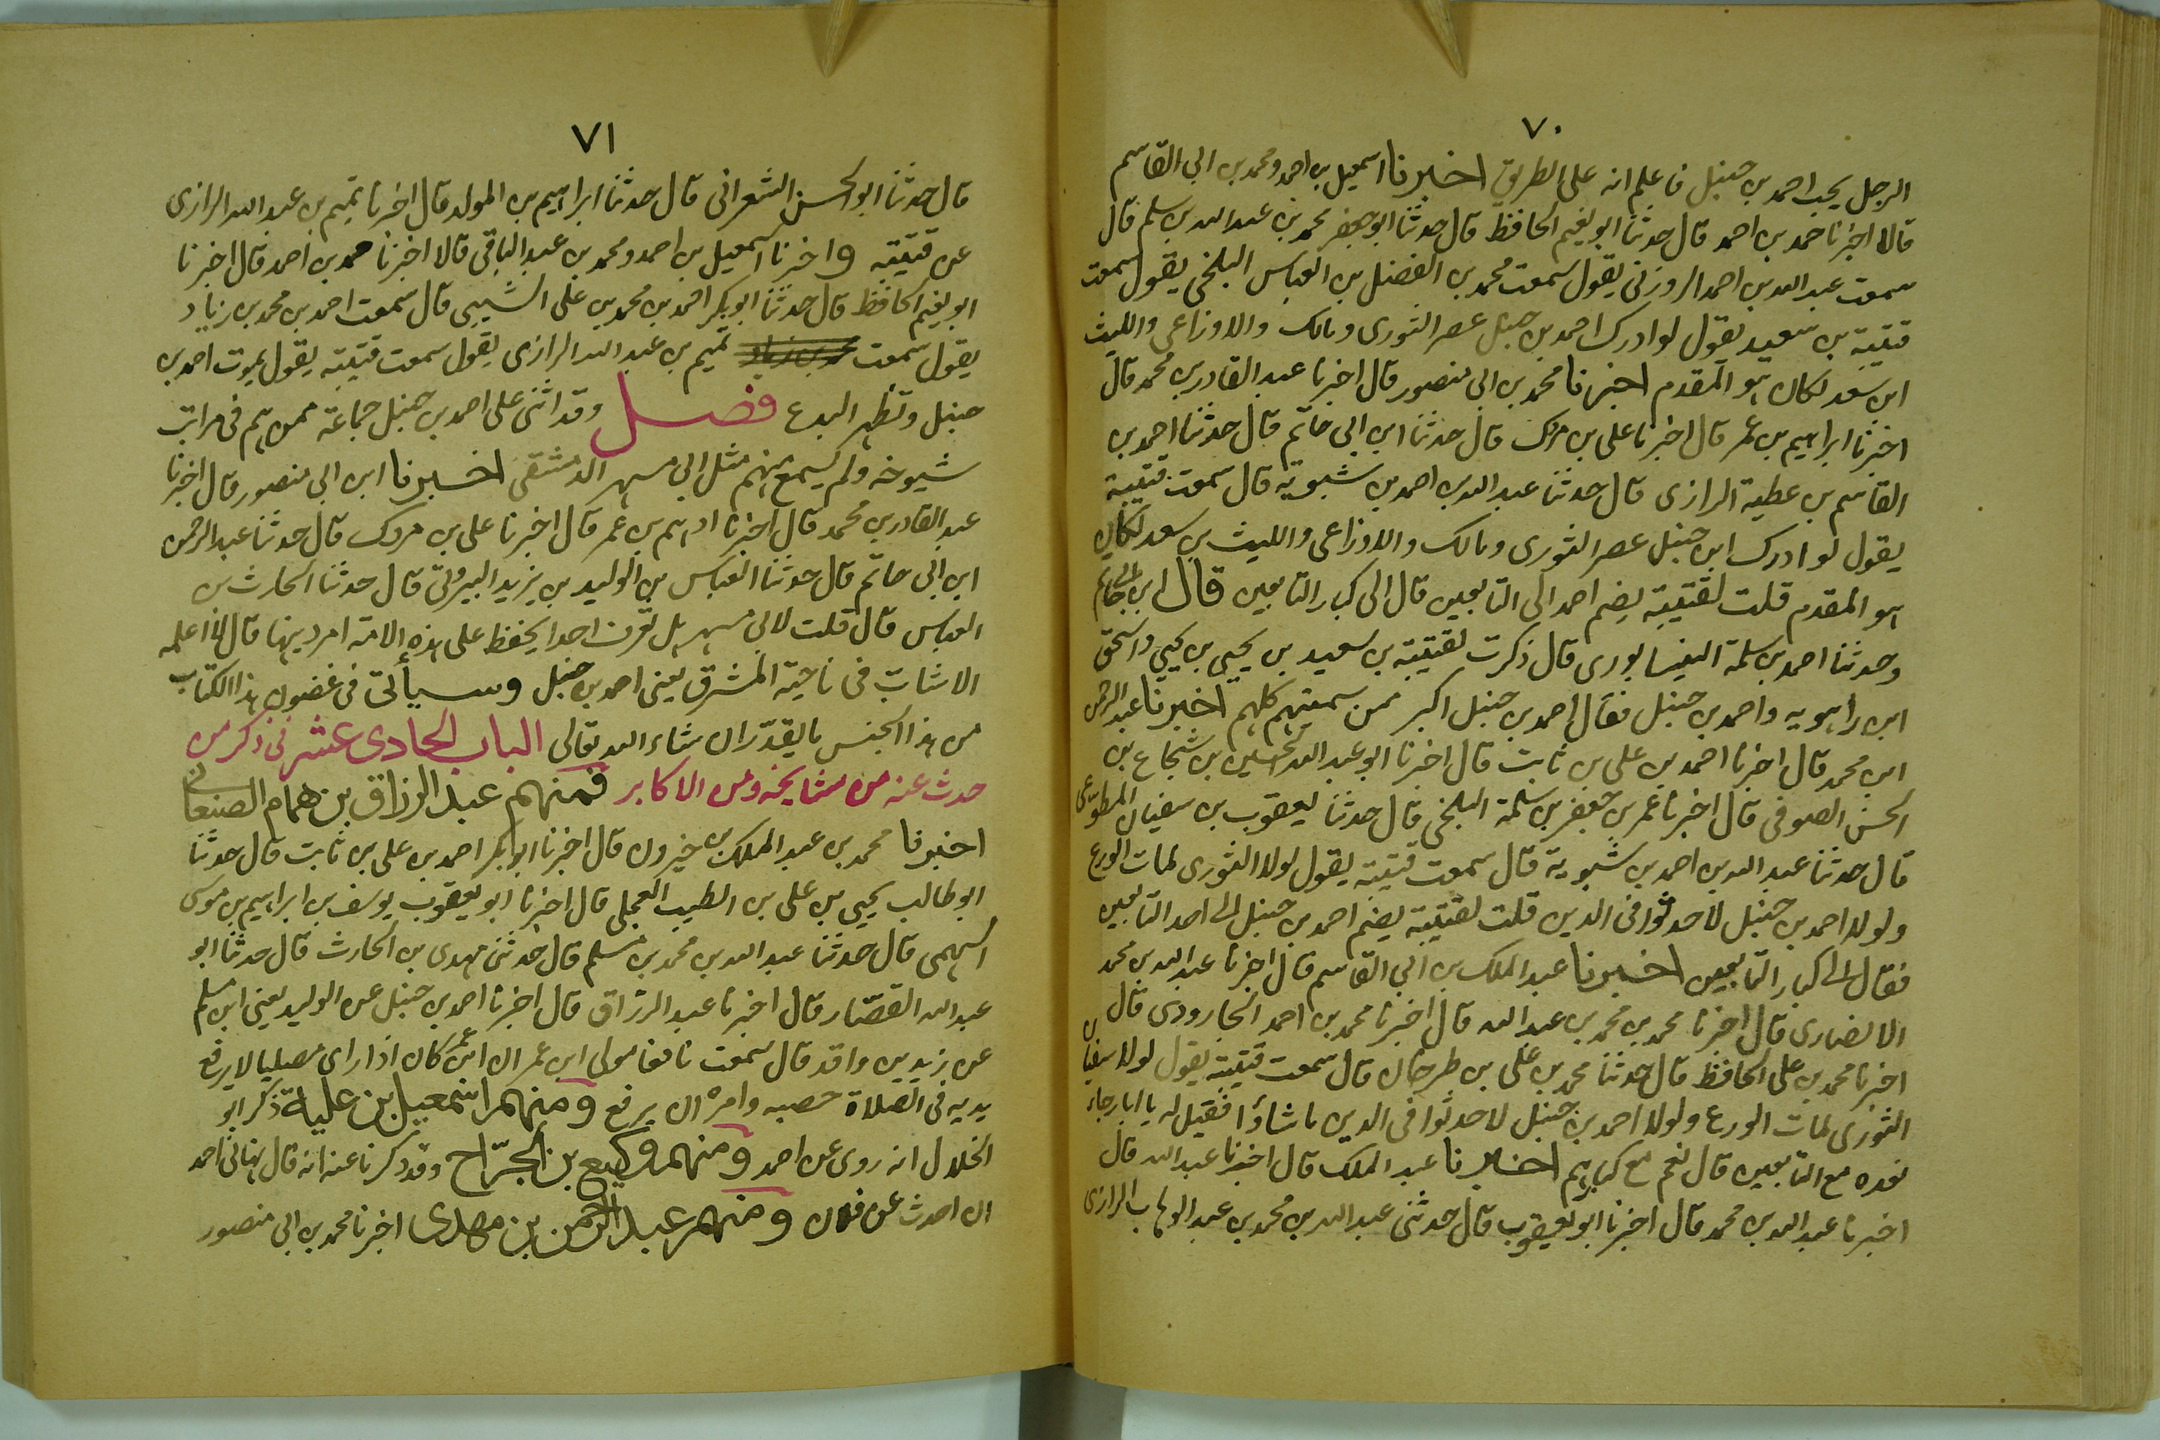 ٧٠
الرجل يحب احمد بن حنبل فاعلم انه على الطريق اخبرنا اسمعيل بن احمد ومحمد بن ابى القاسم
قالا اخبرنا حمد بن احمد قال حدثنا ابو نعيم الحافظ قال حدثنا ابو جعفر محمد بن عبد الله بن سلم قال
سمعت عبد الله بن احمد الزوزنى يقول سمعت محمد بن الفضل بن العباس البلخى يقول سمعت
قتيبة بن سعيد يقول لو ادرك احمد بن حنبل عصر الثورى ومالك والاوزاعى والليث
ابن سعد لكان هو المقدم اخبرنا محمد بن ابى منصور قال اخبرنا عبد القادر بن محمد قال
اخبرنا ابراهيم بن عمر قال اخبرنا على بن مردك قال حدثنا ابن ابى حاتم قال حدثنا احمد بن
القاسم بن عطية الرازى قال حدثنا عبد الله بن احمد بن شبوية قال سمعت قتيبة
يقول لو ادرك ابن حنبل عصر الثورى ومالك والاوزاعى والليث بن سعد لكان
هو المقدم قلت لقتيبة يضم احمد الى التابعين قال الى كبار التابعين قال ابن ابى حاتم
وحدثنا احمد بن سلمة النيسابورى قال ذكرت لقتيبة بن سعيد بن يحيى بن يحيى واسحق
ابن راهويه واحمد بن حنبل فقال احمد بن حنبل اكبر ممن سميتهم كلهم اخبرنا عبد الرحمن
ابن محمد قال اخبرنا احمد بن على بن ثابت قال اخبرنا ابو عبد الله الحسين بن شجاع بن
الحسن الصوفى قال اخبرنا عمر بن جعفر بن سلمة البلخى قال حدثنا يعقوب بن سفيان المطوعى
قال حدثنا عبد الله بن احمد بن شبوية قال سمعت قتيبة يقول لولا الثورى لمات الورع
ولولا احمد بن حنبل لاحدثوا فى الدين قلت لقتيبة يضم احمد بن حنبل الى احد التابعين
فقال الى كبار التابعين اخبرنا عبد الملك بن ابى القاسم قال اخبرنا عبد الله بن محمد
الانصارى قال اخبرنا محمد بن محمد بن عبد الله قال اخبرنا محمد بن احمد الجارودى قال
اخبرنا محمد بن على الحافظ قال حدثنا محمد بن على بن طرخان قال سمعت قتيبة يقول لولا سفيان
الثورى لمات الورع ولولا احمد بن حنبل لاحدثوا فى الدين ما شاؤا فقيل له يا ابا رجاء
نعده مع التابعين قال نعم مع كبارهم اخبرنا عبد الملك قال اخبرنا عبد الله قال
اخبرنا عبد الله بن محمد قال اخبرنا ابو يعقوب قال حدثنى عبد الله بن محمد بن عبد الوهاب الرازى
٧١
قال حدثنا ابو الحسن الشعرانى قال حدثنا ابراهيم بن المولد قال اخبرنا تميم بن عبد الله الرازى
عن قتيبة واخبرنا اسمعيل بن احمد ومحمد بن عبد الباقى قالا اخبرنا حمد بن احمد قال اخبرنا
ابو نعيم الحافظ قال حدثنا ابو بكر احمد بن محمد بن على الشيبى قال سمعت احمد بن محمد بن زياد
يقول سمعت تميم بن عبد الله الرازى يقول سمعت قتيبة يقول يموت احمد بن
حنبل وتظهر البدع فصل وقد اثنى على احمد بن حنبل جماعة ممن هم فى مراتب
شيوخه ولم يسمع منهم مثل ابى مسهر الدمشقى اخبرنا ابن ابى منصور قال اخبرنا
عبد القادر بن محمد قال اخبرنا ابراهيم بن عمر قال اخبرنا على بن مردك قال حدثنا عبد الرحمن
ابن ابى حاتم قال حدثنا العباس بن الوليد بن يزيد البيروتى قال حدثنا الحارث بن
العباس قال قلت لابى مسهر هل تعرف احدا يحفظ على هذه الامة امر دينها قال لا اعلمه
الا شاب فى ناحية المشرق يعنى احمد بن حنبل وسيأتى فى غضون هذا الكتاب
من هذا الجنس ما يقدر ان شاء الله تعالى الباب الحادى عشر فى ذكر من
حدث عنه من مشايخه ومن الاكابر فمنهم عبد الرزاق بن همام الصنعانى
اخبرنا محمد بن عبد الملك بن خيرون قال اخبرنا ابو بكر احمد بن على بن ثابت قال حدثنا
ابو طالب يحيى بن على بن الطيب العجلى قال اخبرنا ابو يعقوب يوسف بن ابراهيم بن موسى
السهمى قال حدثنا عبد الله بن محمد بن مسلم قال حدثنى مهدى بن الحارث قال حدثنا ابو
عبد الله القصار قال اخبرنا عبد الرزاق قال اخبرنا احمد بن حنبل عن الوليد يعنى ابن مسلم
عن زيد بن واقد قال سمعت نافعا مولى ابن عمر ان ابن عمر كان اذا راى مصليا لا يرفع
يديه فى الصلاة حصبه وامره ان يرفع ومنهم اسمعيل بن علية ذكر ابو
الخلال انه روى عن احمد ومنهم وكيع بن الجراح وقد ذكرنا عنه انه قال نهانى احمد
ان احدث عن فلان ومنهم عبد الرحمن بن مهدى اخبرنا محمد بن ابى منصور